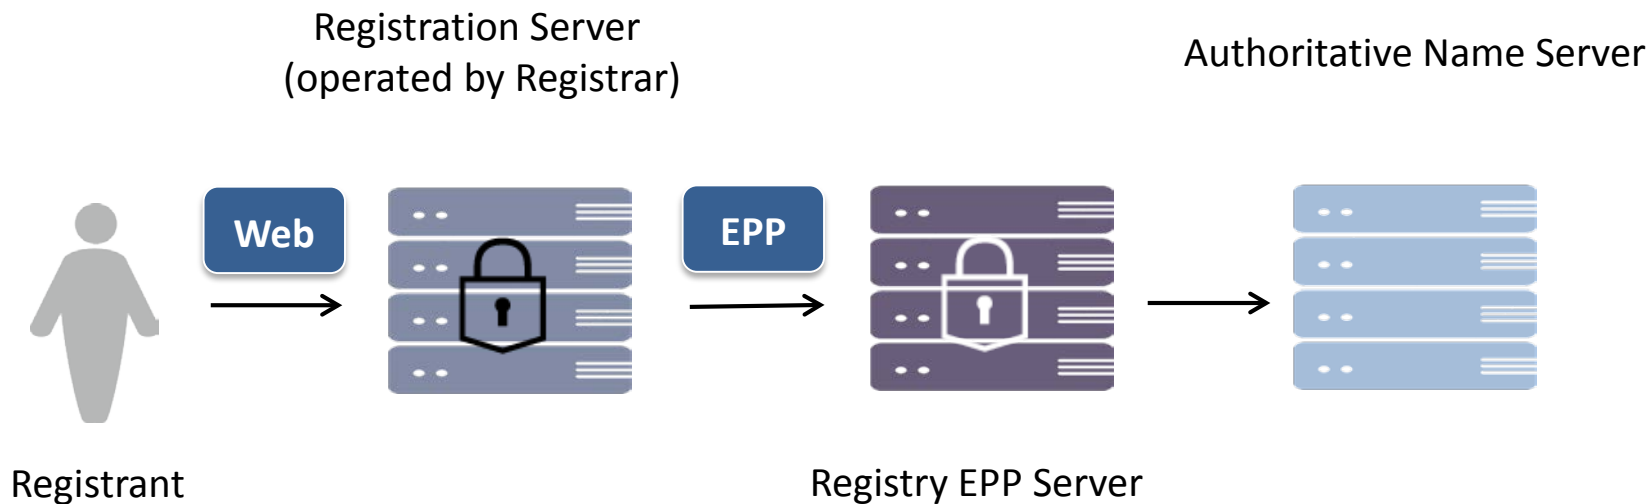 Registration Server
(operated by Registrar)
Authoritative Name Server
Web
EPP
Registrant
Registry EPP Server